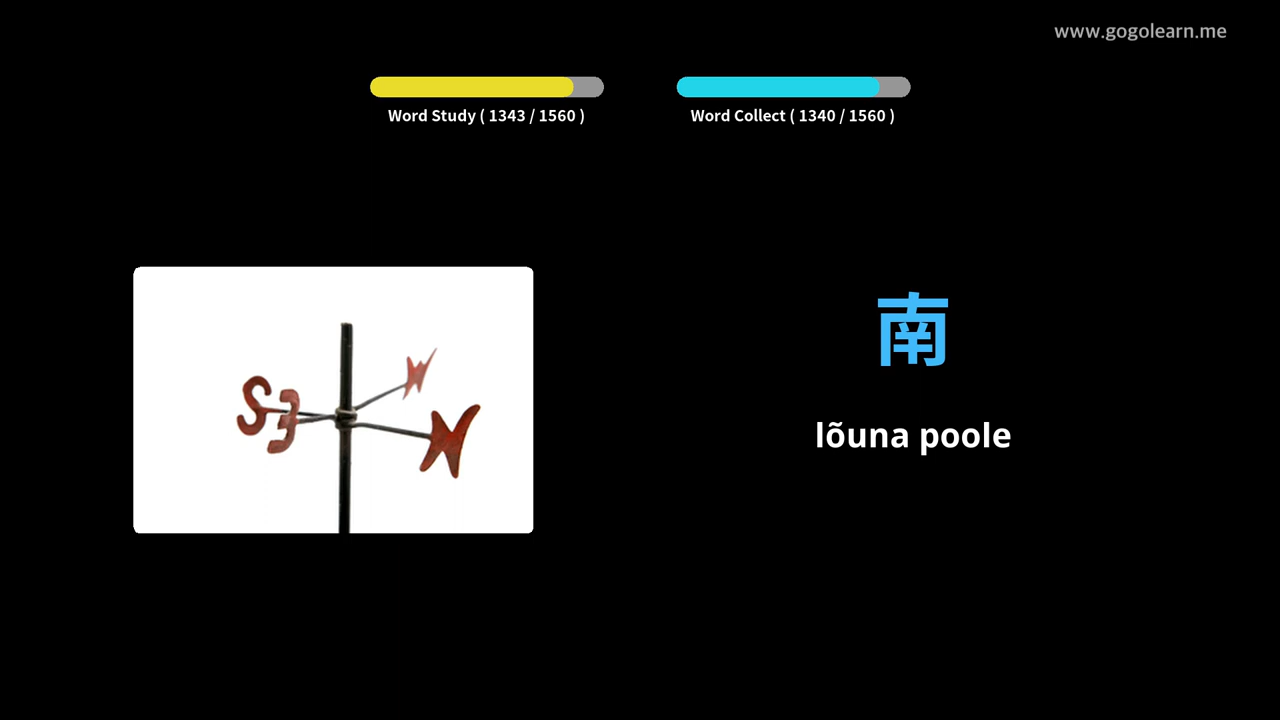 www.gogolearn.me
Word Study ( 1343 / 1560 )
Word Collect ( 1340 / 1560 )
S E N
南
lõuna poole